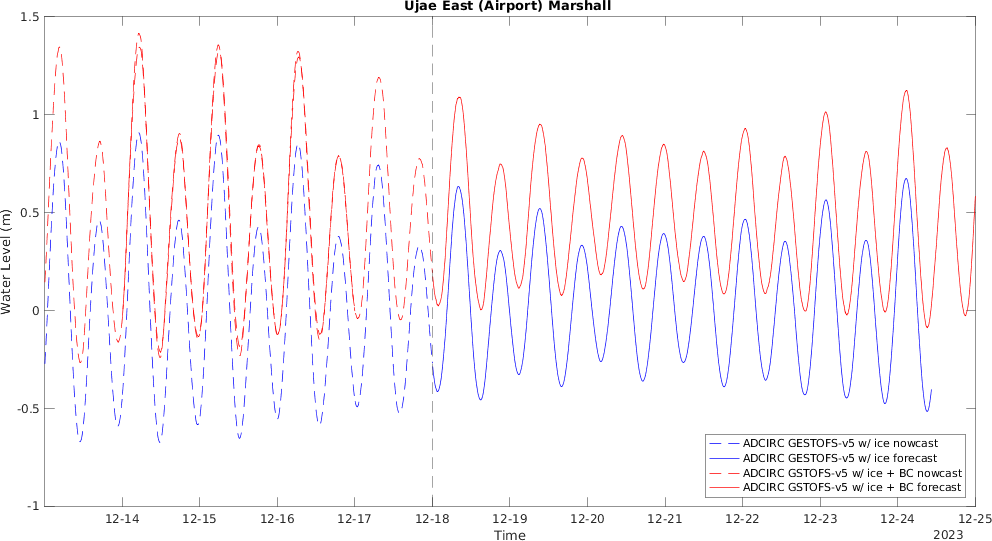 Ujae East (Airport) Marshall
1.5
1
0.5
0
-0.5
-1
Water Level (m)
12-14
12-15
12-16
12-17
12-18
12-19
12-20
12-21
12-22
12-23
12-24
12-25
Time
2023
ADCIRC GESTOFS-v5 w/ ice nowcast
ADCIRC GESTOFS-v5 w/ ice forecast
ADCIRC GSTOFS-v5 w/ ice + BC nowcast
ADCIRC GSTOFS-v5 w/ ice + BC forecast